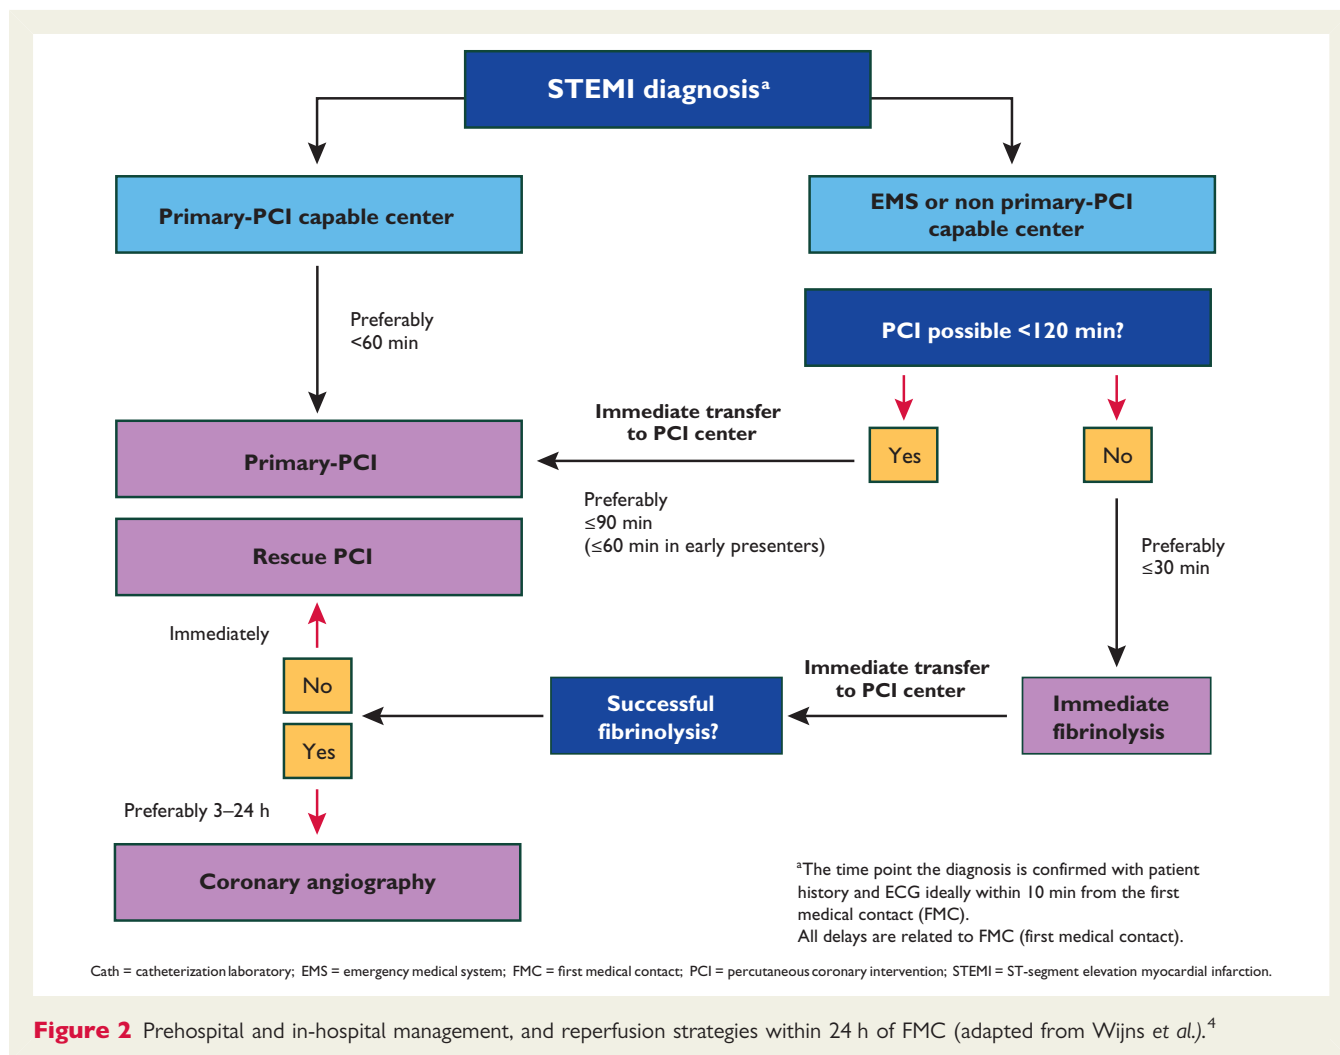 STEMI diagnosisᵃ
Primary-PCI capable center
EMS or non primary-PCI
capable center
Preferably
<60 min
PCI possible <120 min?
Immediate transfer
to PCI center
Yes
No
Primary-PCI
Preferably
≤90 min
(≤60 min in early presenters)
Preferably
≤30 min
Rescue PCI
Immediately
No
Yes
Successful
fibrinolysis?
Immediate transfer
to PCI center
Immediate
fibrinolysis
Preferably 3–24 h
Coronary angiography
ᵃThe time point the diagnosis is confirmed with patient
history and ECG ideally within 10 min from the first
medical contact (FMC).
All delays are related to FMC (first medical contact).
Cath = catheterization laboratory; EMS = emergency medical system; FMC = first medical contact; PCI = percutaneous coronary intervention; STEMI = ST-segment elevation myocardial infarction.
Figure 2 Prehospital and in-hospital management, and reperfusion strategies within 24 h of FMC (adapted from Wijns et al.).⁴